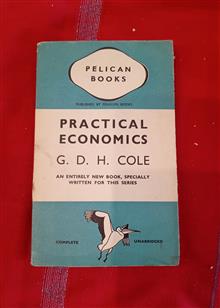 PELICAN
BOOKS
PUBLISHED BY PENGUIN BOOKS
PRACTICAL
ECONOMICS
G. D. H. COLE
AN ENTIRELY NEW BOOK, SPECIALLY
WRITTEN FOR THIS SERIES
COMPLETE UNABRIDGED